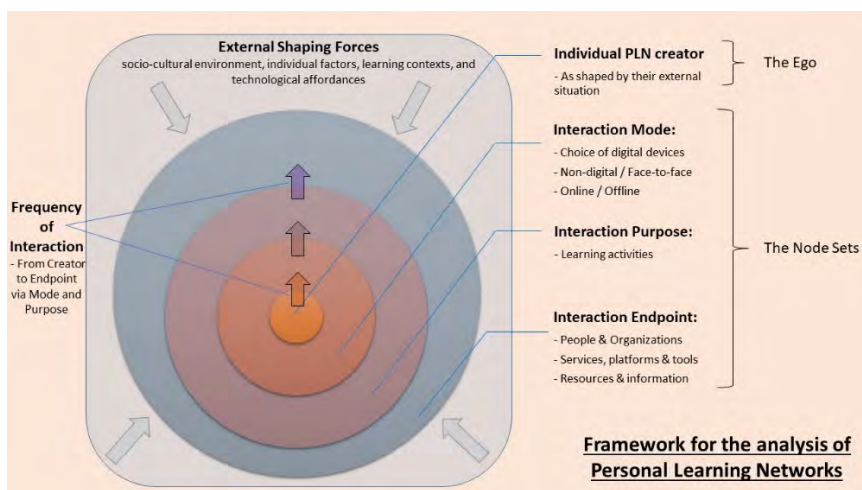 External Shaping Forces
socio-cultural environment, individual factors, learning contexts, and
technological affordances
Frequency
of
Interaction
- From Creator
to Endpoint
via Mode and
Purpose
Individual PLN creator
- As shaped by their external
situation
The Ego
Interaction Mode:
- Choice of digital devices
- Non-digital / Face-to-face
- Online / Offline
Interaction Purpose:
- Learning activities
The Node Sets
Interaction Endpoint:
- People & Organizations
- Services, platforms & tools
- Resources & information
Framework for the analysis of
Personal Learning Networks